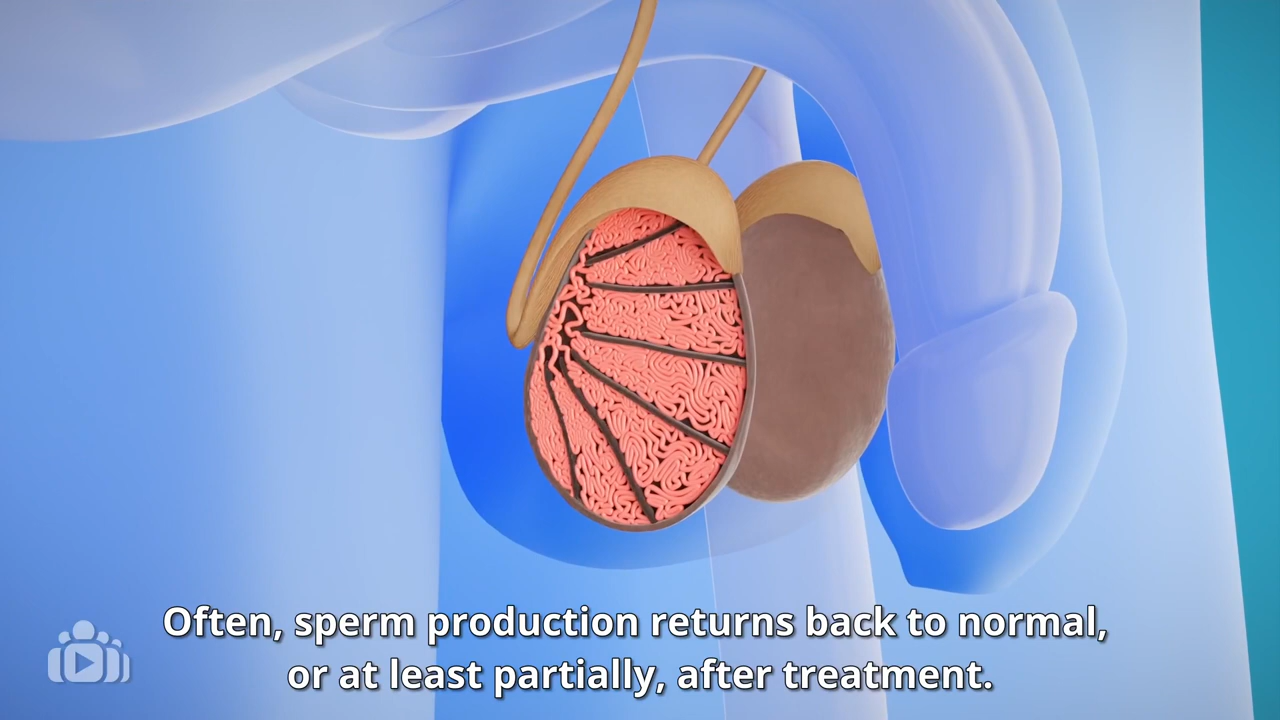 Often, sperm production returns back to normal,
or at least partially, after treatment.